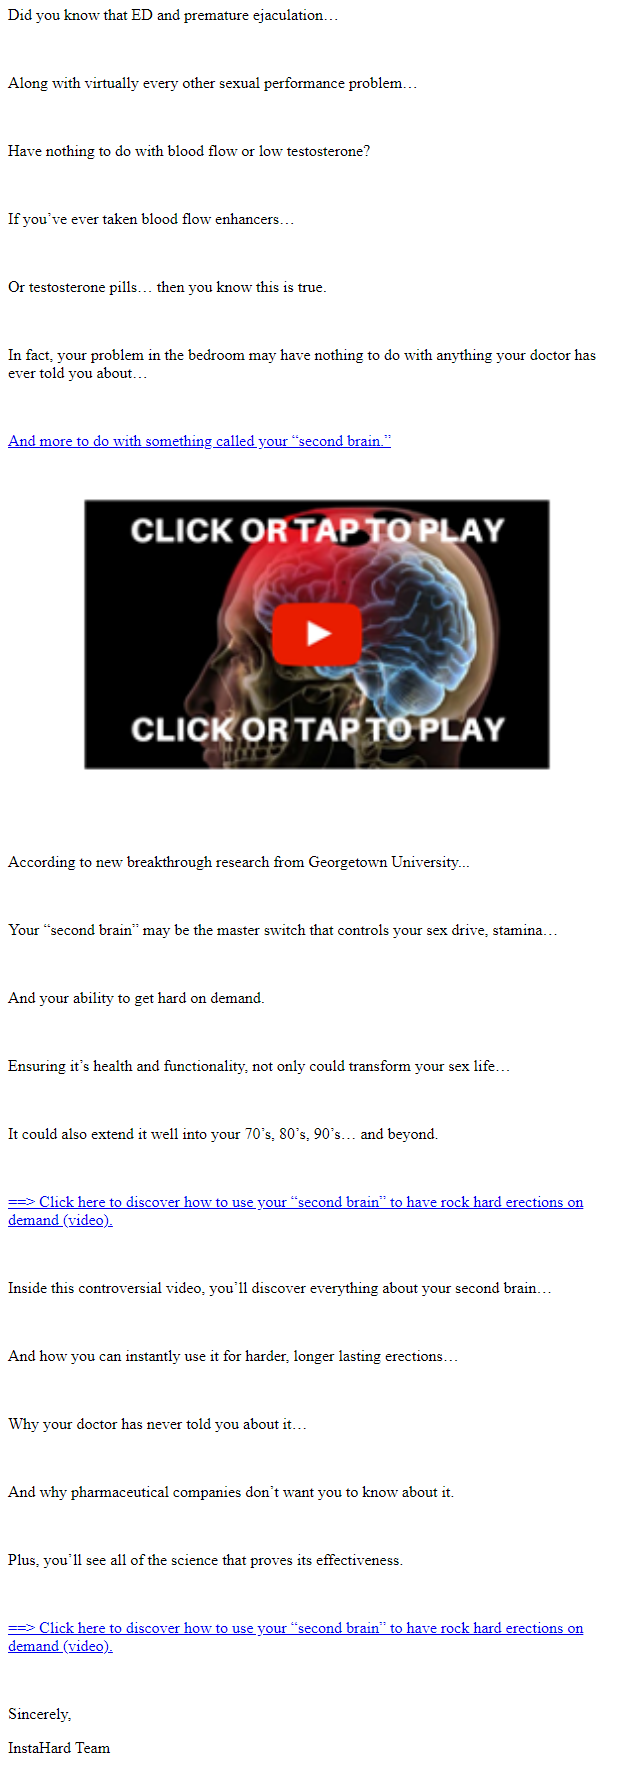 Did you know that ED and premature ejaculation…
Along with virtually every other sexual performance problem…
Have nothing to do with blood flow or low testosterone?
If you’ve ever taken blood flow enhancers…
Or testosterone pills… then you know this is true.
In fact, your problem in the bedroom may have nothing to do with anything your doctor has
ever told you about…
And more to do with something called your “second brain.”
CLICK OR TAP TO PLAY
CLICK OR TAP TO PLAY
According to new breakthrough research from Georgetown University...
Your “second brain” may be the master switch that controls your sex drive, stamina…
And your ability to get hard on demand.
Ensuring it’s health and functionality, not only could transform your sex life…
It could also extend it well into your 70’s, 80’s, 90’s… and beyond.
==> Click here to discover how to use your “second brain” to have rock hard erections on
demand (video).
Inside this controversial video, you’ll discover everything about your second brain…
And how you can instantly use it for harder, longer lasting erections…
Why your doctor has never told you about it…
And why pharmaceutical companies don’t want you to know about it.
Plus, you’ll see all of the science that proves its effectiveness.
==> Click here to discover how to use your “second brain” to have rock hard erections on
demand (video).
Sincerely,
InstaHard Team